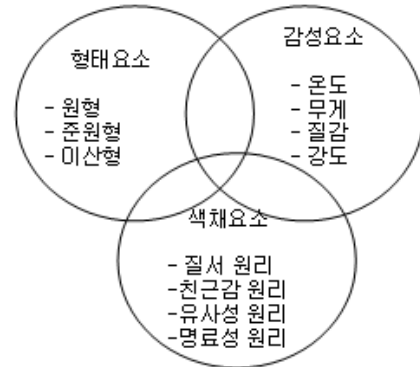 형태요소
- 원형
- 준원형
- 이산형
감성요소
- 온도
- 무게
- 질감
- 강도
색채요소
- 질서 원리
-친근감 원리
- 유사성 원리
- 명료성 원리